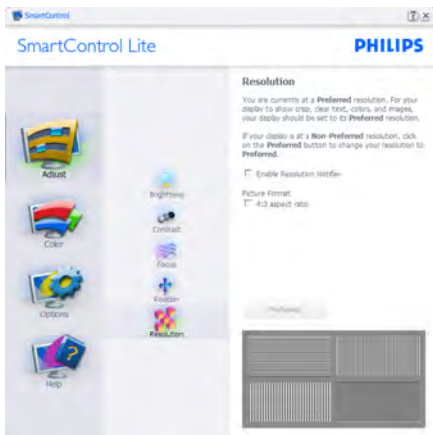 SmartControl
SmartControl Lite
PHILIPS
Resolution
You are currently at a Preferred resolution. For your
display to show crisp, clear text, colors, and images,
your display should be set to its Preferred resolution.
If your display is at a Non-Preferred resolution, click
on the Preferred button to change your resolution to
Preferred.
Enable Resolution Notifier
Picture Format
4:3 aspect ratio
Preferred
Adjust
Color
Options
Help
Brightness
Contrast
Focus
Position
Resolution